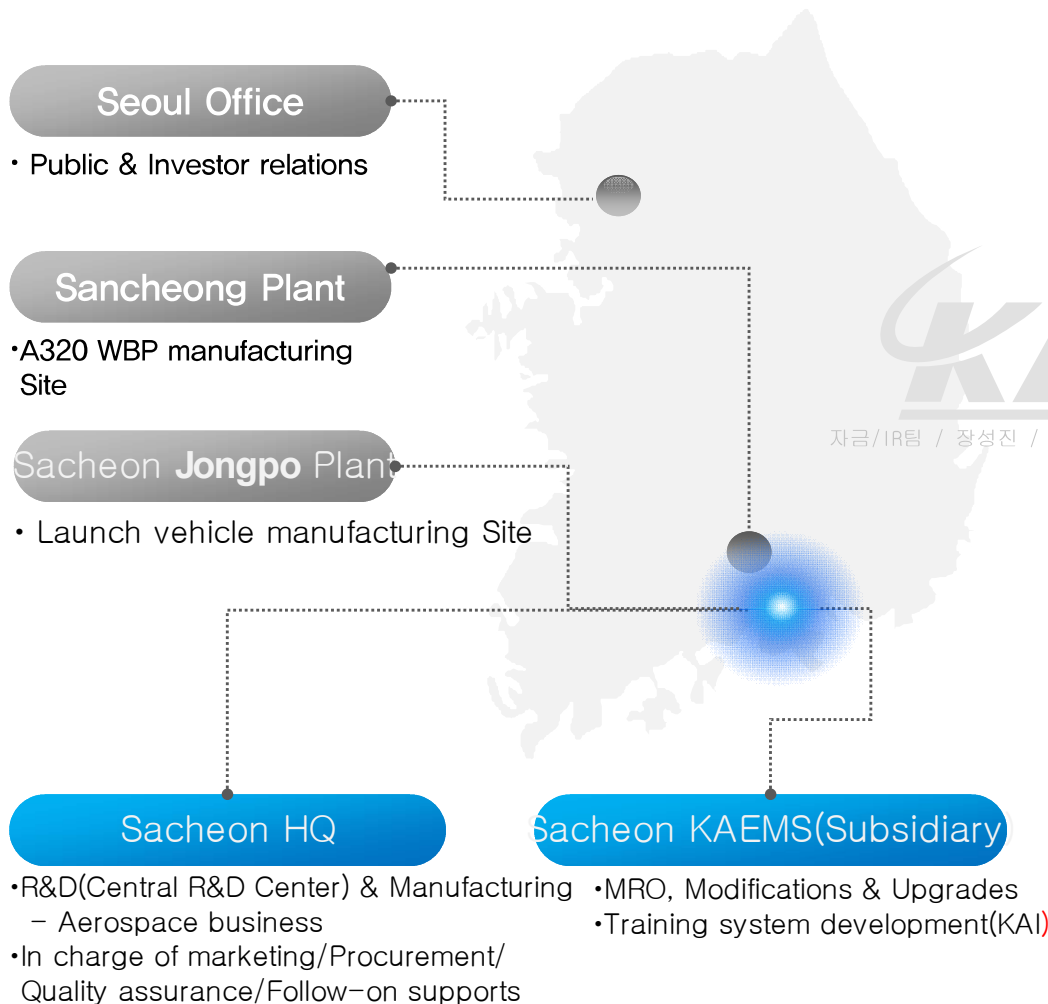 Seoul Office
· Public & Investor relations
Sancheong Plant
·A320 WBP manufacturing
Site
자금/IR팀 / 장성진 /
Sacheon Jongpo Plant
· Launch vehicle manufacturing Site
Sacheon HQ
·R&D(Central R&D Center) & Manufacturing
- Aerospace business
·In charge of marketing/Procurement/
Quality assurance/Follow-on supports
Sacheon KAEMS(Subsidiary)
·MRO, Modifications & Upgrades
·Training system development(KAI)